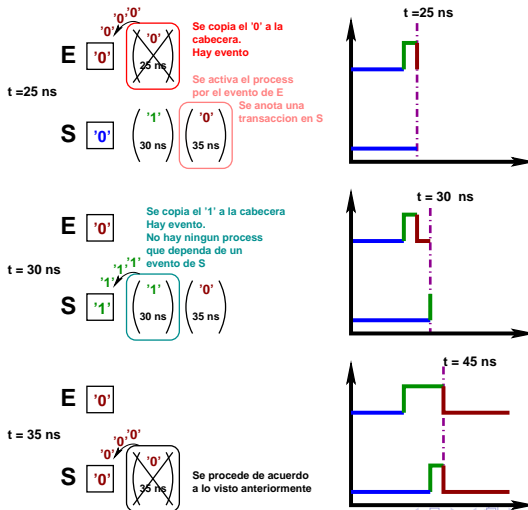 '0' '0' '0'
Se copia el '0' a la
cabecera.
Hay evento
E '0' '0' 25 ns
t =25 ns
Se activa el process
por el evento de E
Se anota una
transaccion en S
S '0' '1' 30 ns '0' 35 ns
t =25 ns
E '0'
Se copia el '1' a la cabecera
Hay evento.
No hay ningun process
que dependa de un
evento de S
t = 30 ns
'1' '1' '1'
S '1' '1' 30 ns '0' 35 ns
t = 30 ns
E '0'
t = 35 ns
'0' '0' '0'
S '0' '0' 35 ns
Se procede de acuerdo
a lo visto anteriormente
t = 45 ns